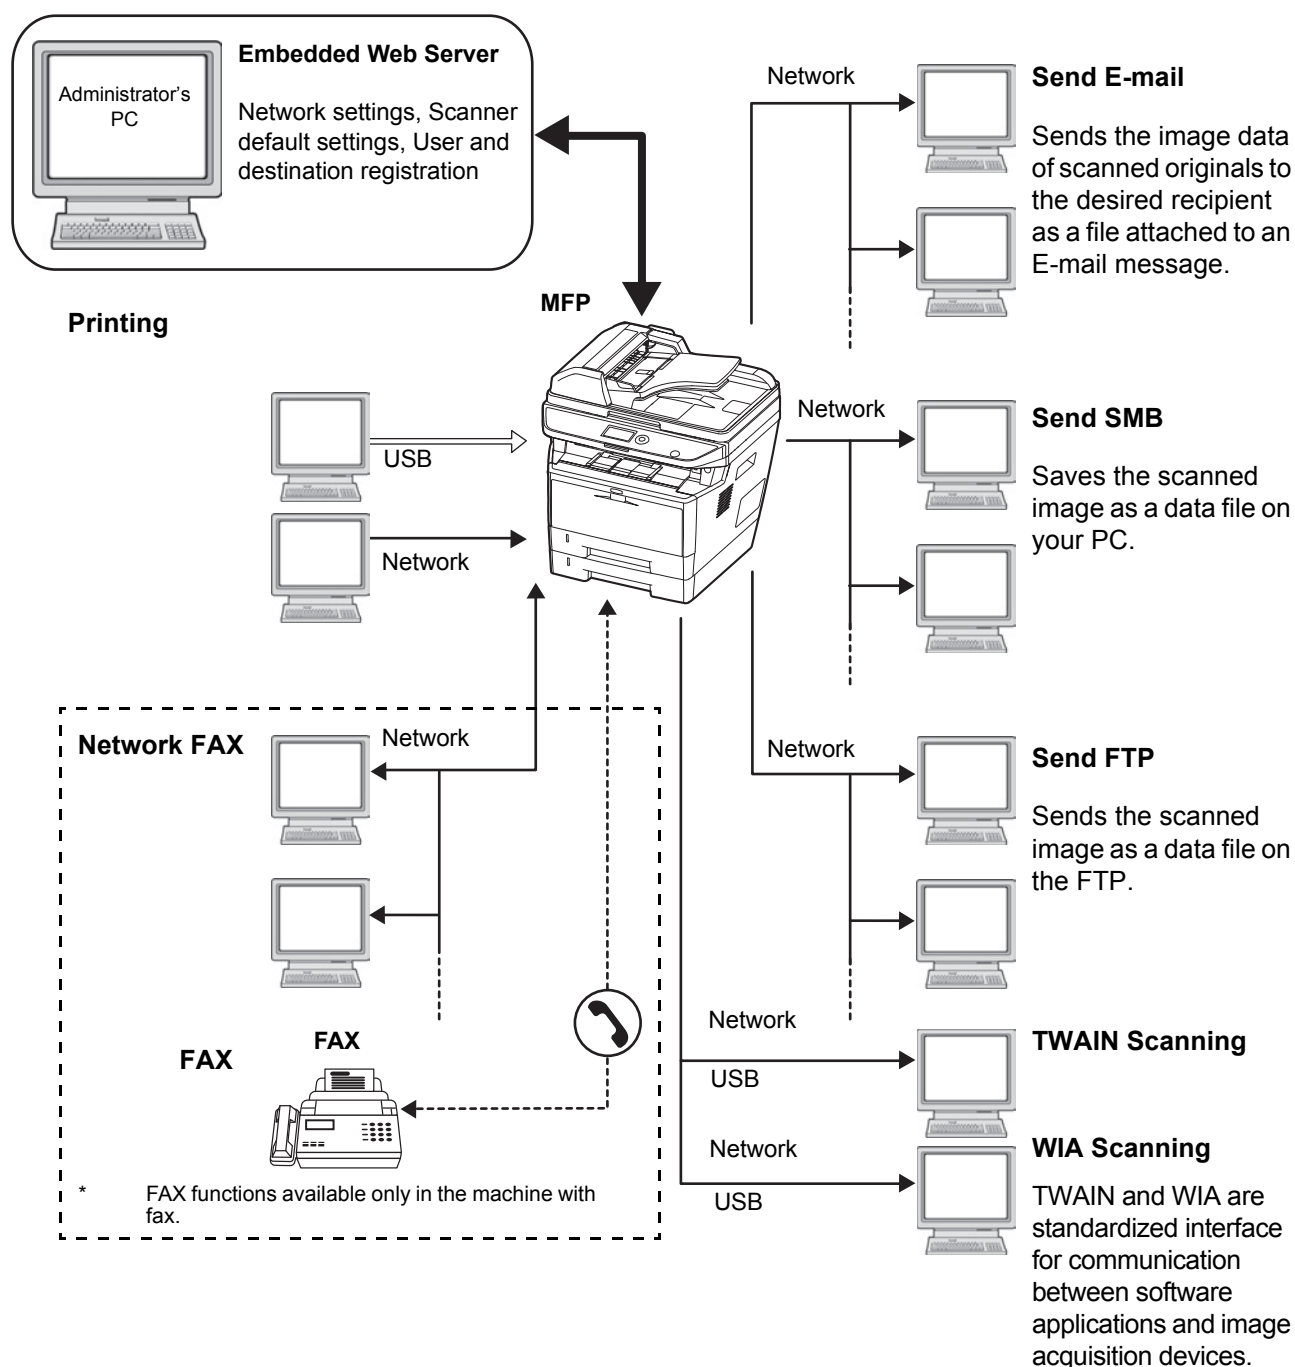 Embedded Web Server
Administrator's
PC
Network settings, Scanner
default settings, User and
destination registration
Network
Send E-mail
Sends the image data
of scanned originals to
the desired recipient
as a file attached to an
E-mail message.
MFP
Printing
USB
Network
Network
Send SMB
Saves the scanned
image as a data file on
your PC.
Network FAX
Network
Network
Send FTP
Sends the scanned
image as a data file on
the FTP.
FAX
FAX
* FAX functions available only in the machine with
fax.
Network
USB
TWAIN Scanning
Network
USB
WIA Scanning
TWAIN and WIA are
standardized interface
for communication
between software
applications and image
acquisition devices.